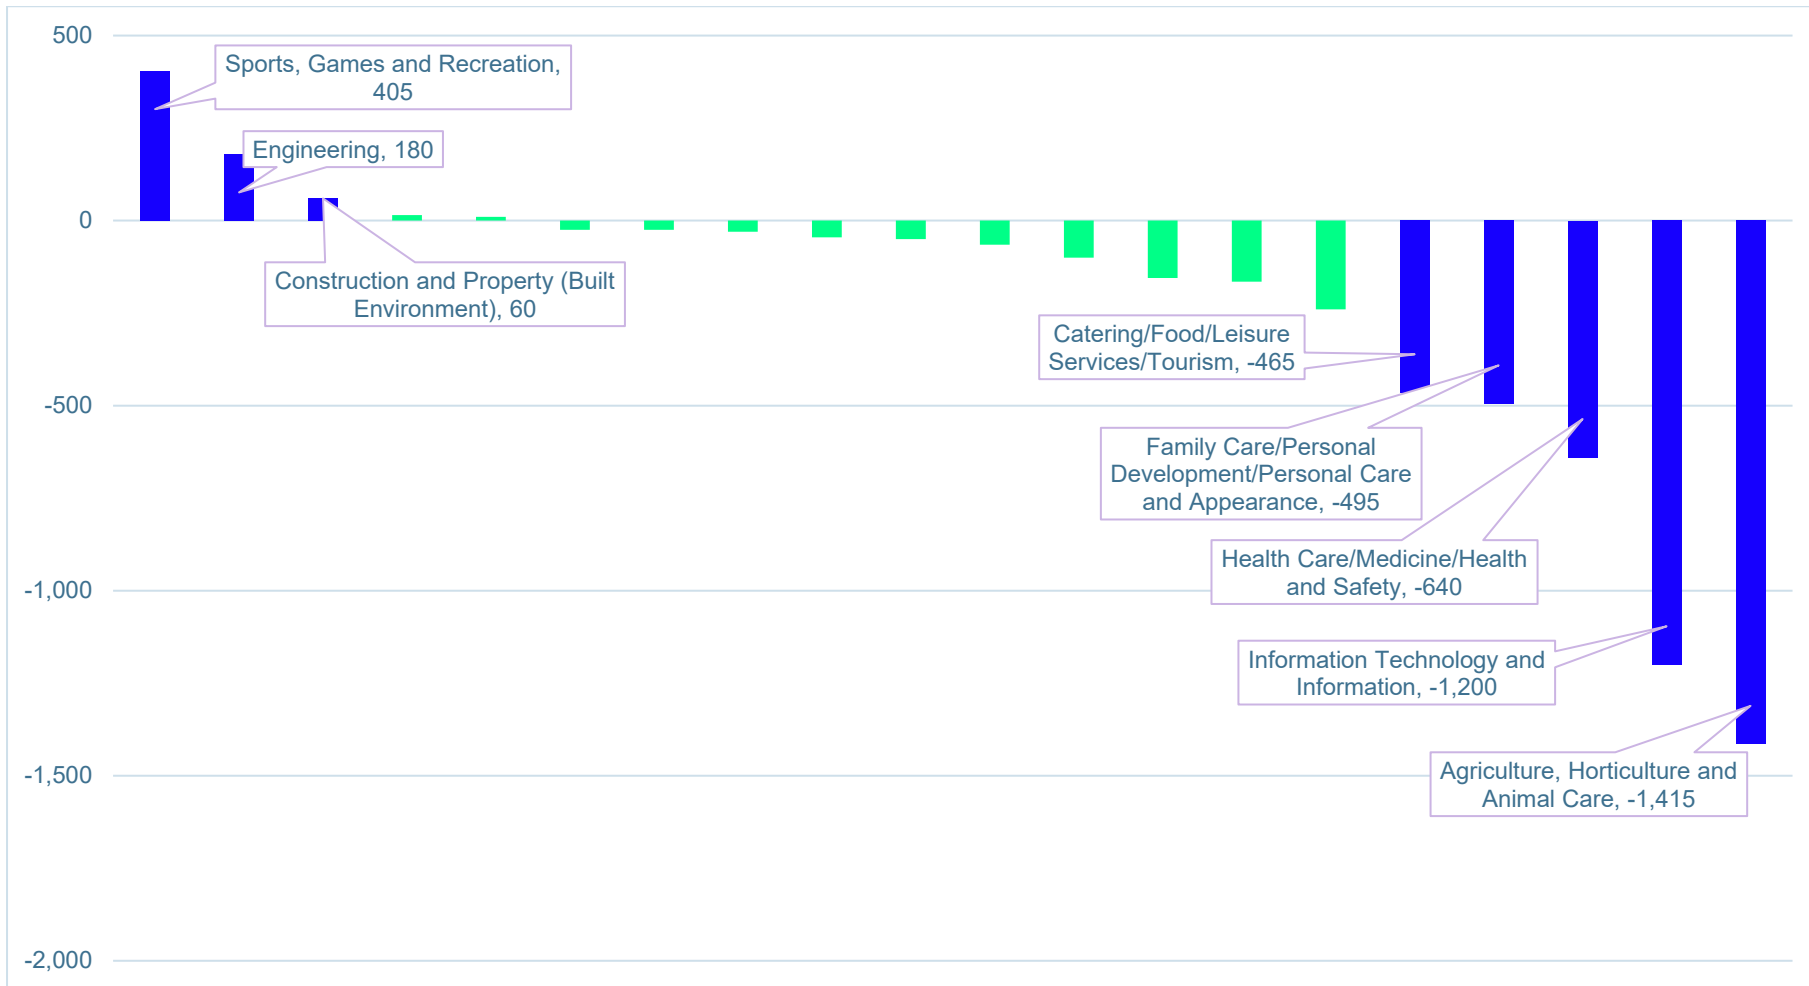 500
Sports, Games and Recreation,
405
Engineering, 180
0
Construction and Property (Built
Environment), 60
Catering/Food/Leisure
Services/Tourism, -465
-500
Family Care/Personal
Development/Personal Care
and Appearance, -495
Health Care/Medicine/Health
and Safety, -640
-1,000
Information Technology and
Information, -1,200
-1,500
Agriculture, Horticulture and
Animal Care, -1,415
-2,000